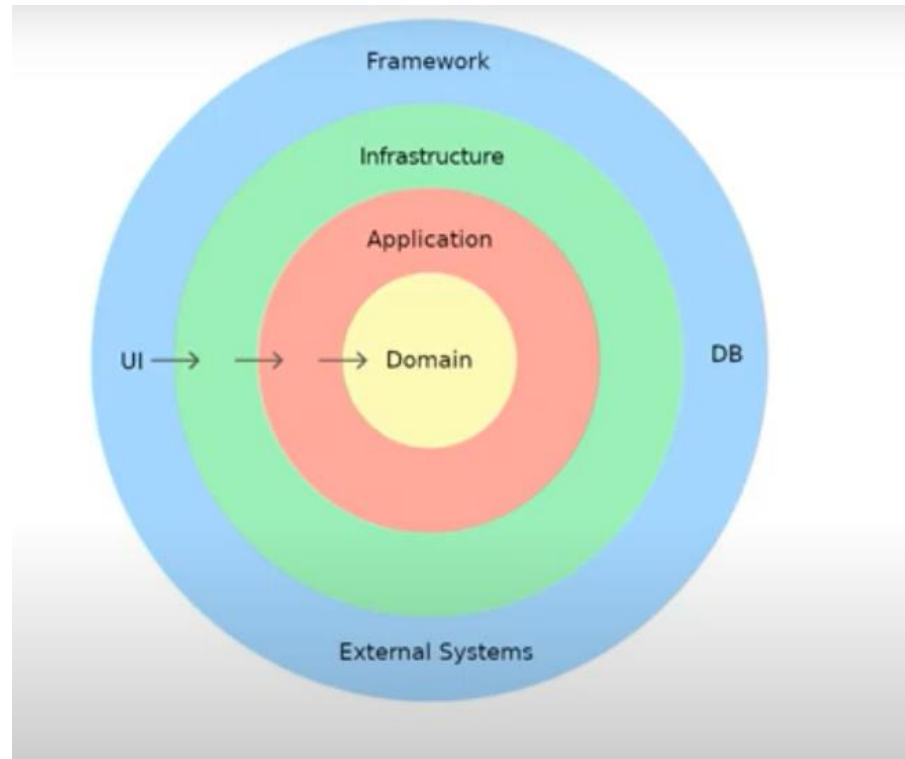 Framework
Infrastructure
Application
UI
Domain
DB
External Systems